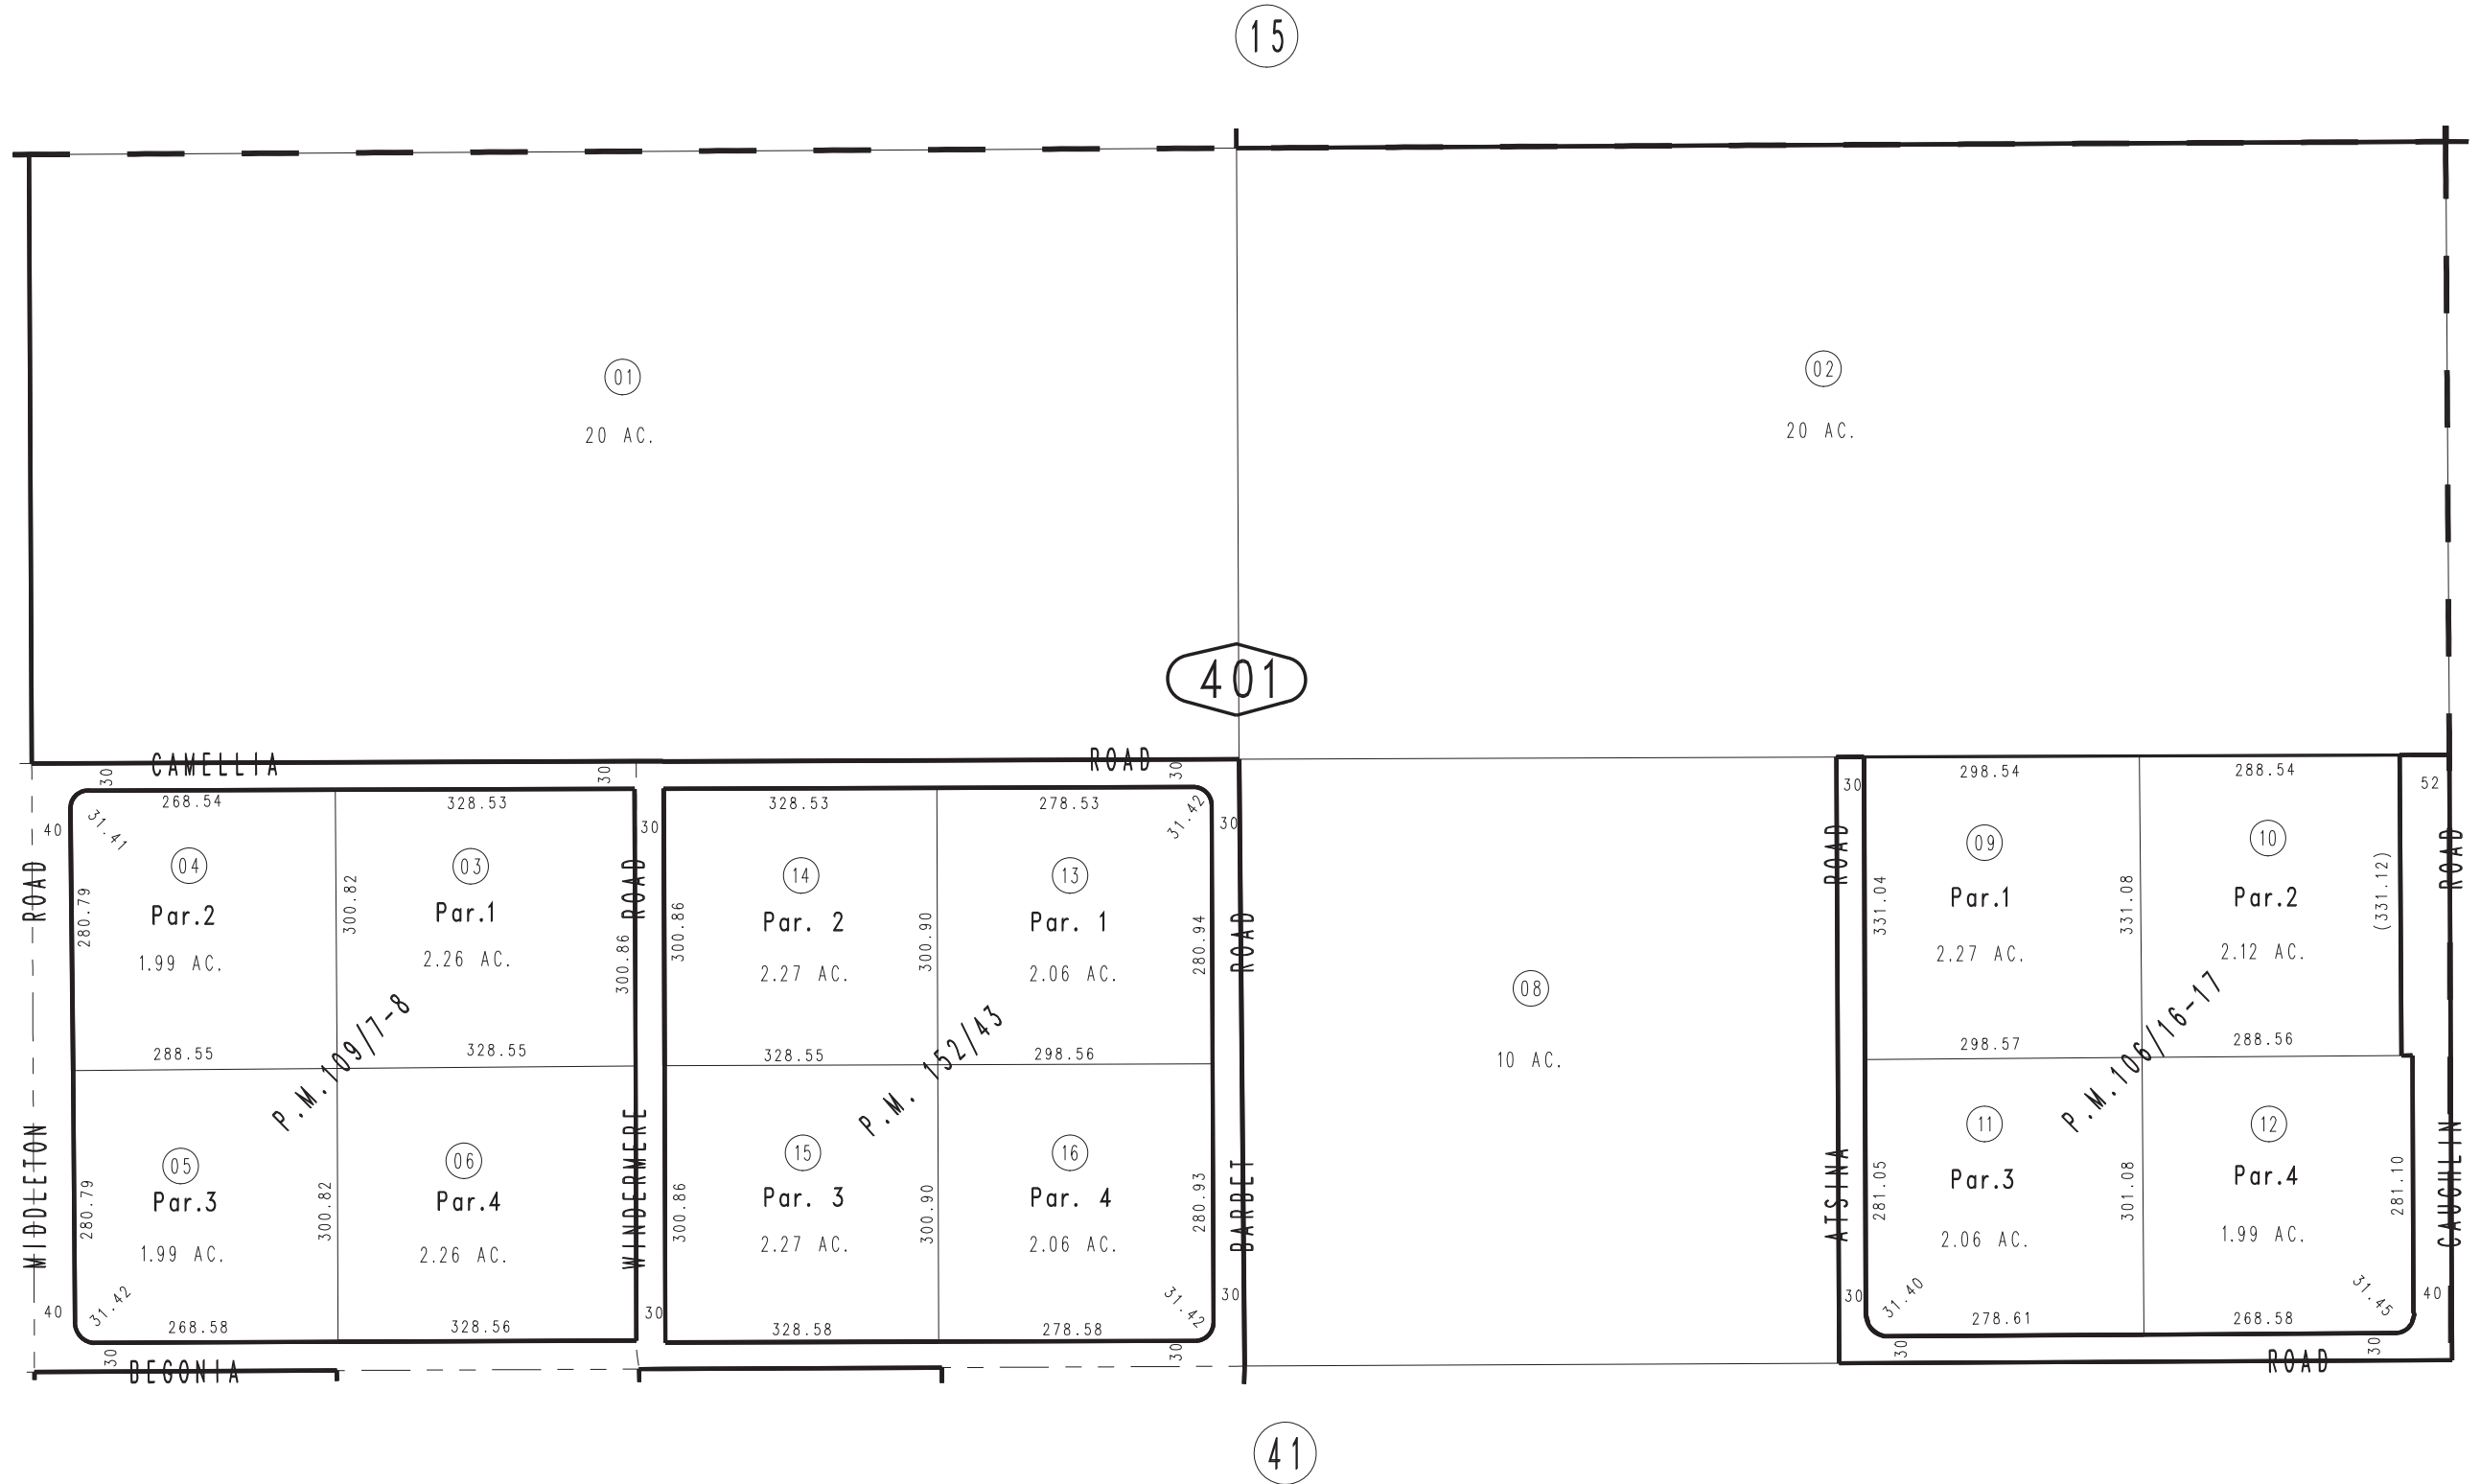 15
01
20 AC.
02
20 AC.
401
CAMELLIA ROAD
30
30
30
268.54
328.53
328.53
278.53
298.54
288.54
30
52
40
31.41
30
31.42
30
04
Par.2
1.99 AC.
03
Par.1
2.26 AC.
14
Par. 2
2.27 AC.
13
Par. 1
2.06 AC.
09
Par.1
2.27 AC.
10
Par.2
2.12 AC.
280.79
300.82
300.86
300.86
300.90
280.94
331.04
331.08
(331.12)
08
10 AC.
288.55
328.55
328.55
298.56
298.57
288.56
P.M.109/7-8
P.M. 152/43
P.M.106/16-17
MIDDLETON ROAD
WINDERMERE ROAD
BARBET ROAD
ATSINA ROAD
CAUGHLIN ROAD
05
Par.3
1.99 AC.
06
Par.4
2.26 AC.
15
Par. 3
2.27 AC.
16
Par. 4
2.06 AC.
11
Par.3
2.06 AC.
12
Par.4
1.99 AC.
280.79
300.82
300.86
300.90
280.93
281.05
301.08
281.10
40
31.42
30
31.42
30
30
31.40
31.45
40
268.58
328.56
328.58
278.58
278.61
268.58
30
30
30
30
BEGONIA ROAD
41